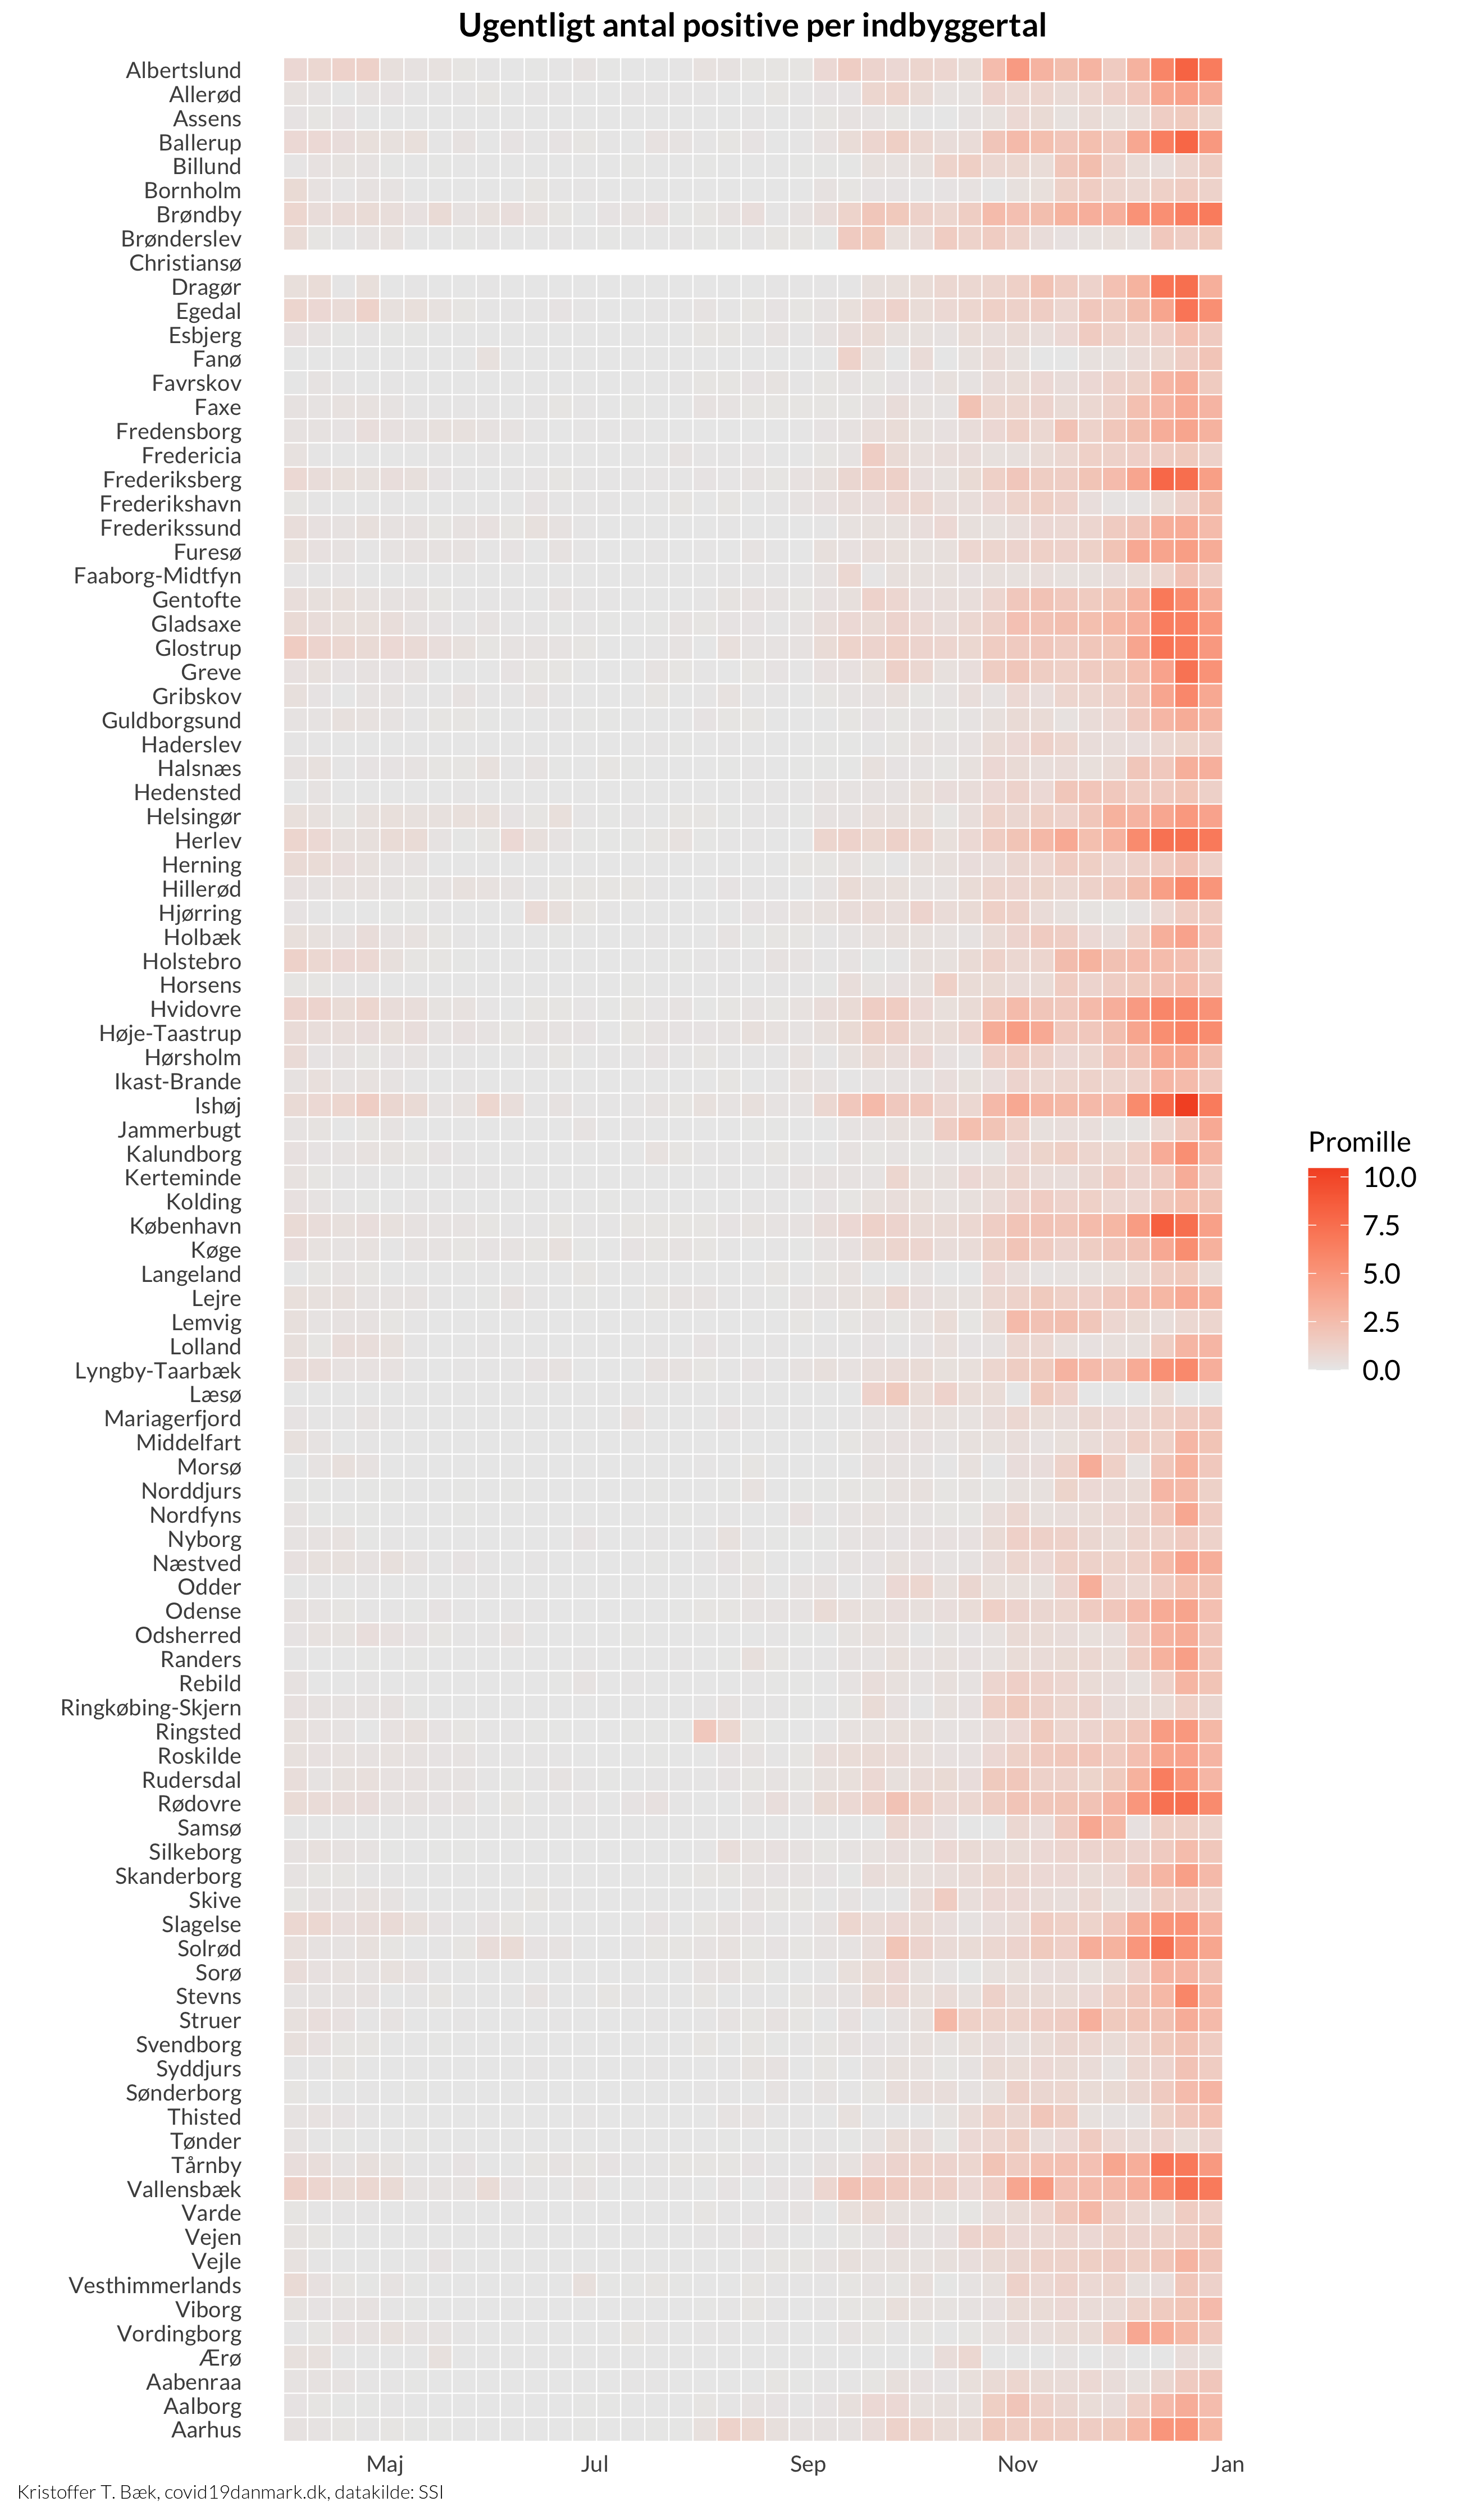 Ugentligt antal positive per indbyggertal
Albertslund
Allerød
Assens
Ballerup
Billund
Bornholm
Brøndby
Brønderslev
Christiansø
Dragør
Egedal
Esbjerg
Fanø
Favrskov
Faxe
Fredensborg
Fredericia
Frederiksberg
Frederikshavn
Frederikssund
Furesø
Faaborg-Midtfyn
Gentofte
Gladsaxe
Glostrup
Greve
Gribskov
Guldborgsund
Haderslev
Halsnæs
Hedensted
Helsingør
Herlev
Herning
Hillerød
Hjørring
Holbæk
Holstebro
Horsens
Hvidovre
Høje-Taastrup
Hørsholm
Ikast-Brande
Ishøj
Jammerbugt
Kalundborg
Kerteminde
Kolding
København
Køge
Langeland
Lejre
Lemvig
Lolland
Lyngby-Taarbæk
Læsø
Mariagerfjord
Middelfart
Morsø
Norddjurs
Nordfyns
Nyborg
Næstved
Odder
Odense
Odsherred
Randers
Rebild
Ringkøbing-Skjern
Ringsted
Roskilde
Rudersdal
Rødovre
Samsø
Silkeborg
Skanderborg
Skive
Slagelse
Solrød
Sorø
Stevns
Struer
Svendborg
Syddjurs
Sønderborg
Thisted
Tønder
Tårnby
Vallensbæk
Varde
Vejen
Vejle
Vesthimmerlands
Viborg
Vordingborg
Ærø
Aabenraa
Aalborg
Aarhus
Maj Jul Sep Nov Jan
Promille
10.0
7.5
5.0
2.5
0.0
Kristoffer T. Bæk, covid19danmark.dk, datakilde: SSI